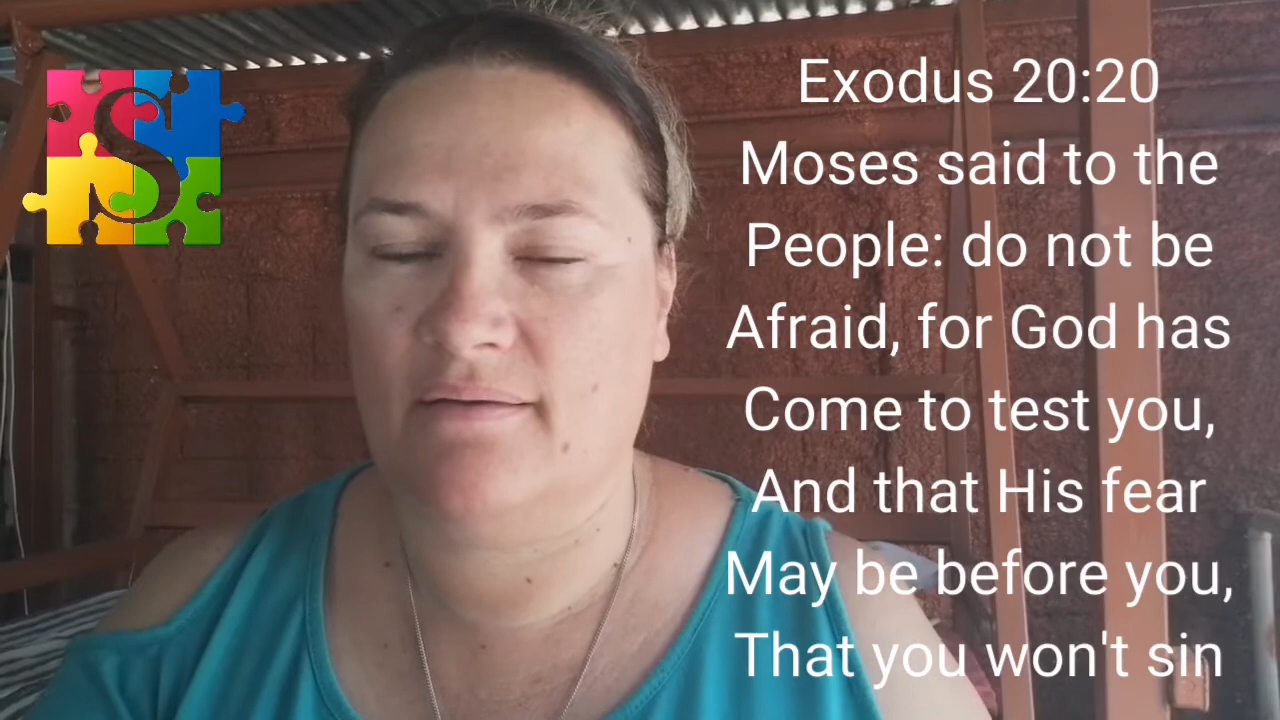 S
Exodus 20:20
Moses said to the
People: do not be
Afraid, for God has
Come to test you,
And that His fear
May be before you,
That you won't sin